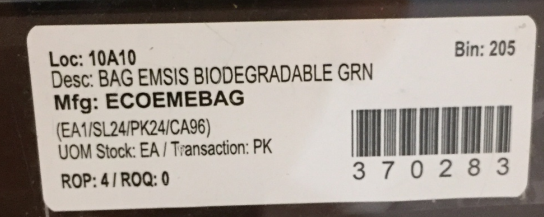 Loc: 10A10 Bin: 205
Desc: BAG EMSIS BIODEGRADABLE GRN
Mfg: ECOEMEBAG
(EA1/SL24/PK24/CA96)
UOM Stock: EA / Transaction: PK
ROP: 4 / ROQ: 0
370283